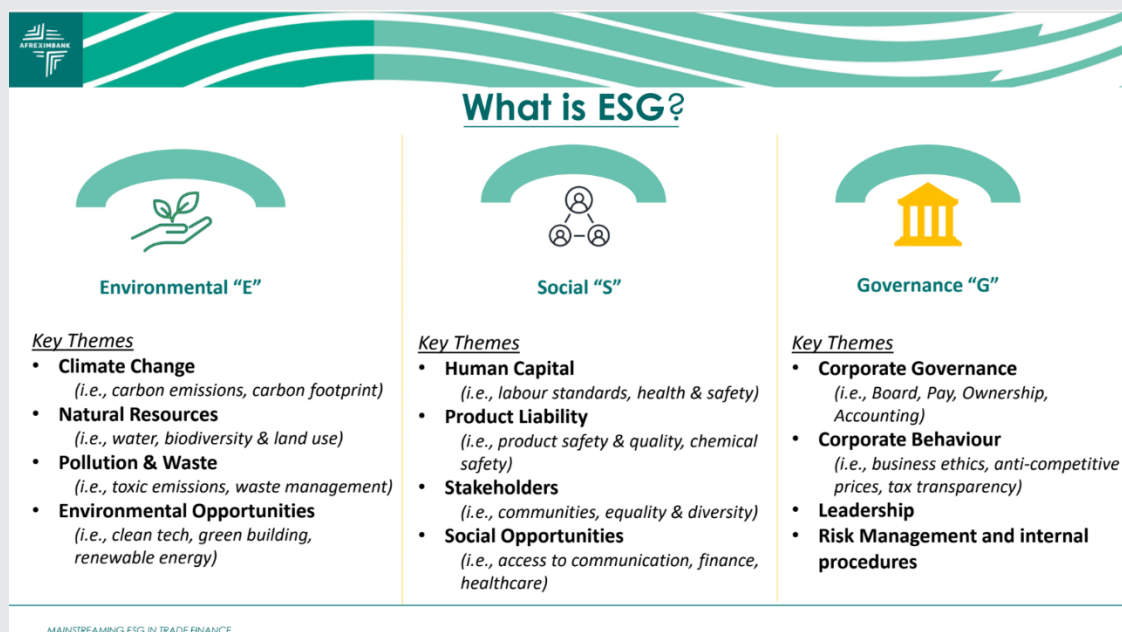 AFREXIMBANK
What is ESG?
Environmental “E”
Key Themes
• Climate Change
(i.e., carbon emissions, carbon footprint)
• Natural Resources
(i.e., water, biodiversity & land use)
• Pollution & Waste
(i.e., toxic emissions, waste management)
• Environmental Opportunities
(i.e., clean tech, green building,
renewable energy)
Social “S”
Key Themes
• Human Capital
(i.e., labour standards, health & safety)
• Product Liability
(i.e., product safety & quality, chemical
safety)
• Stakeholders
(i.e., communities, equality & diversity)
• Social Opportunities
(i.e., access to communication, finance,
healthcare)
Governance “G”
Key Themes
• Corporate Governance
(i.e., Board, Pay, Ownership,
Accounting)
• Corporate Behaviour
(i.e., business ethics, anti-competitive
prices, tax transparency)
• Leadership
• Risk Management and internal
procedures
MAINSTREAMING ESG IN TRADE FINANCE